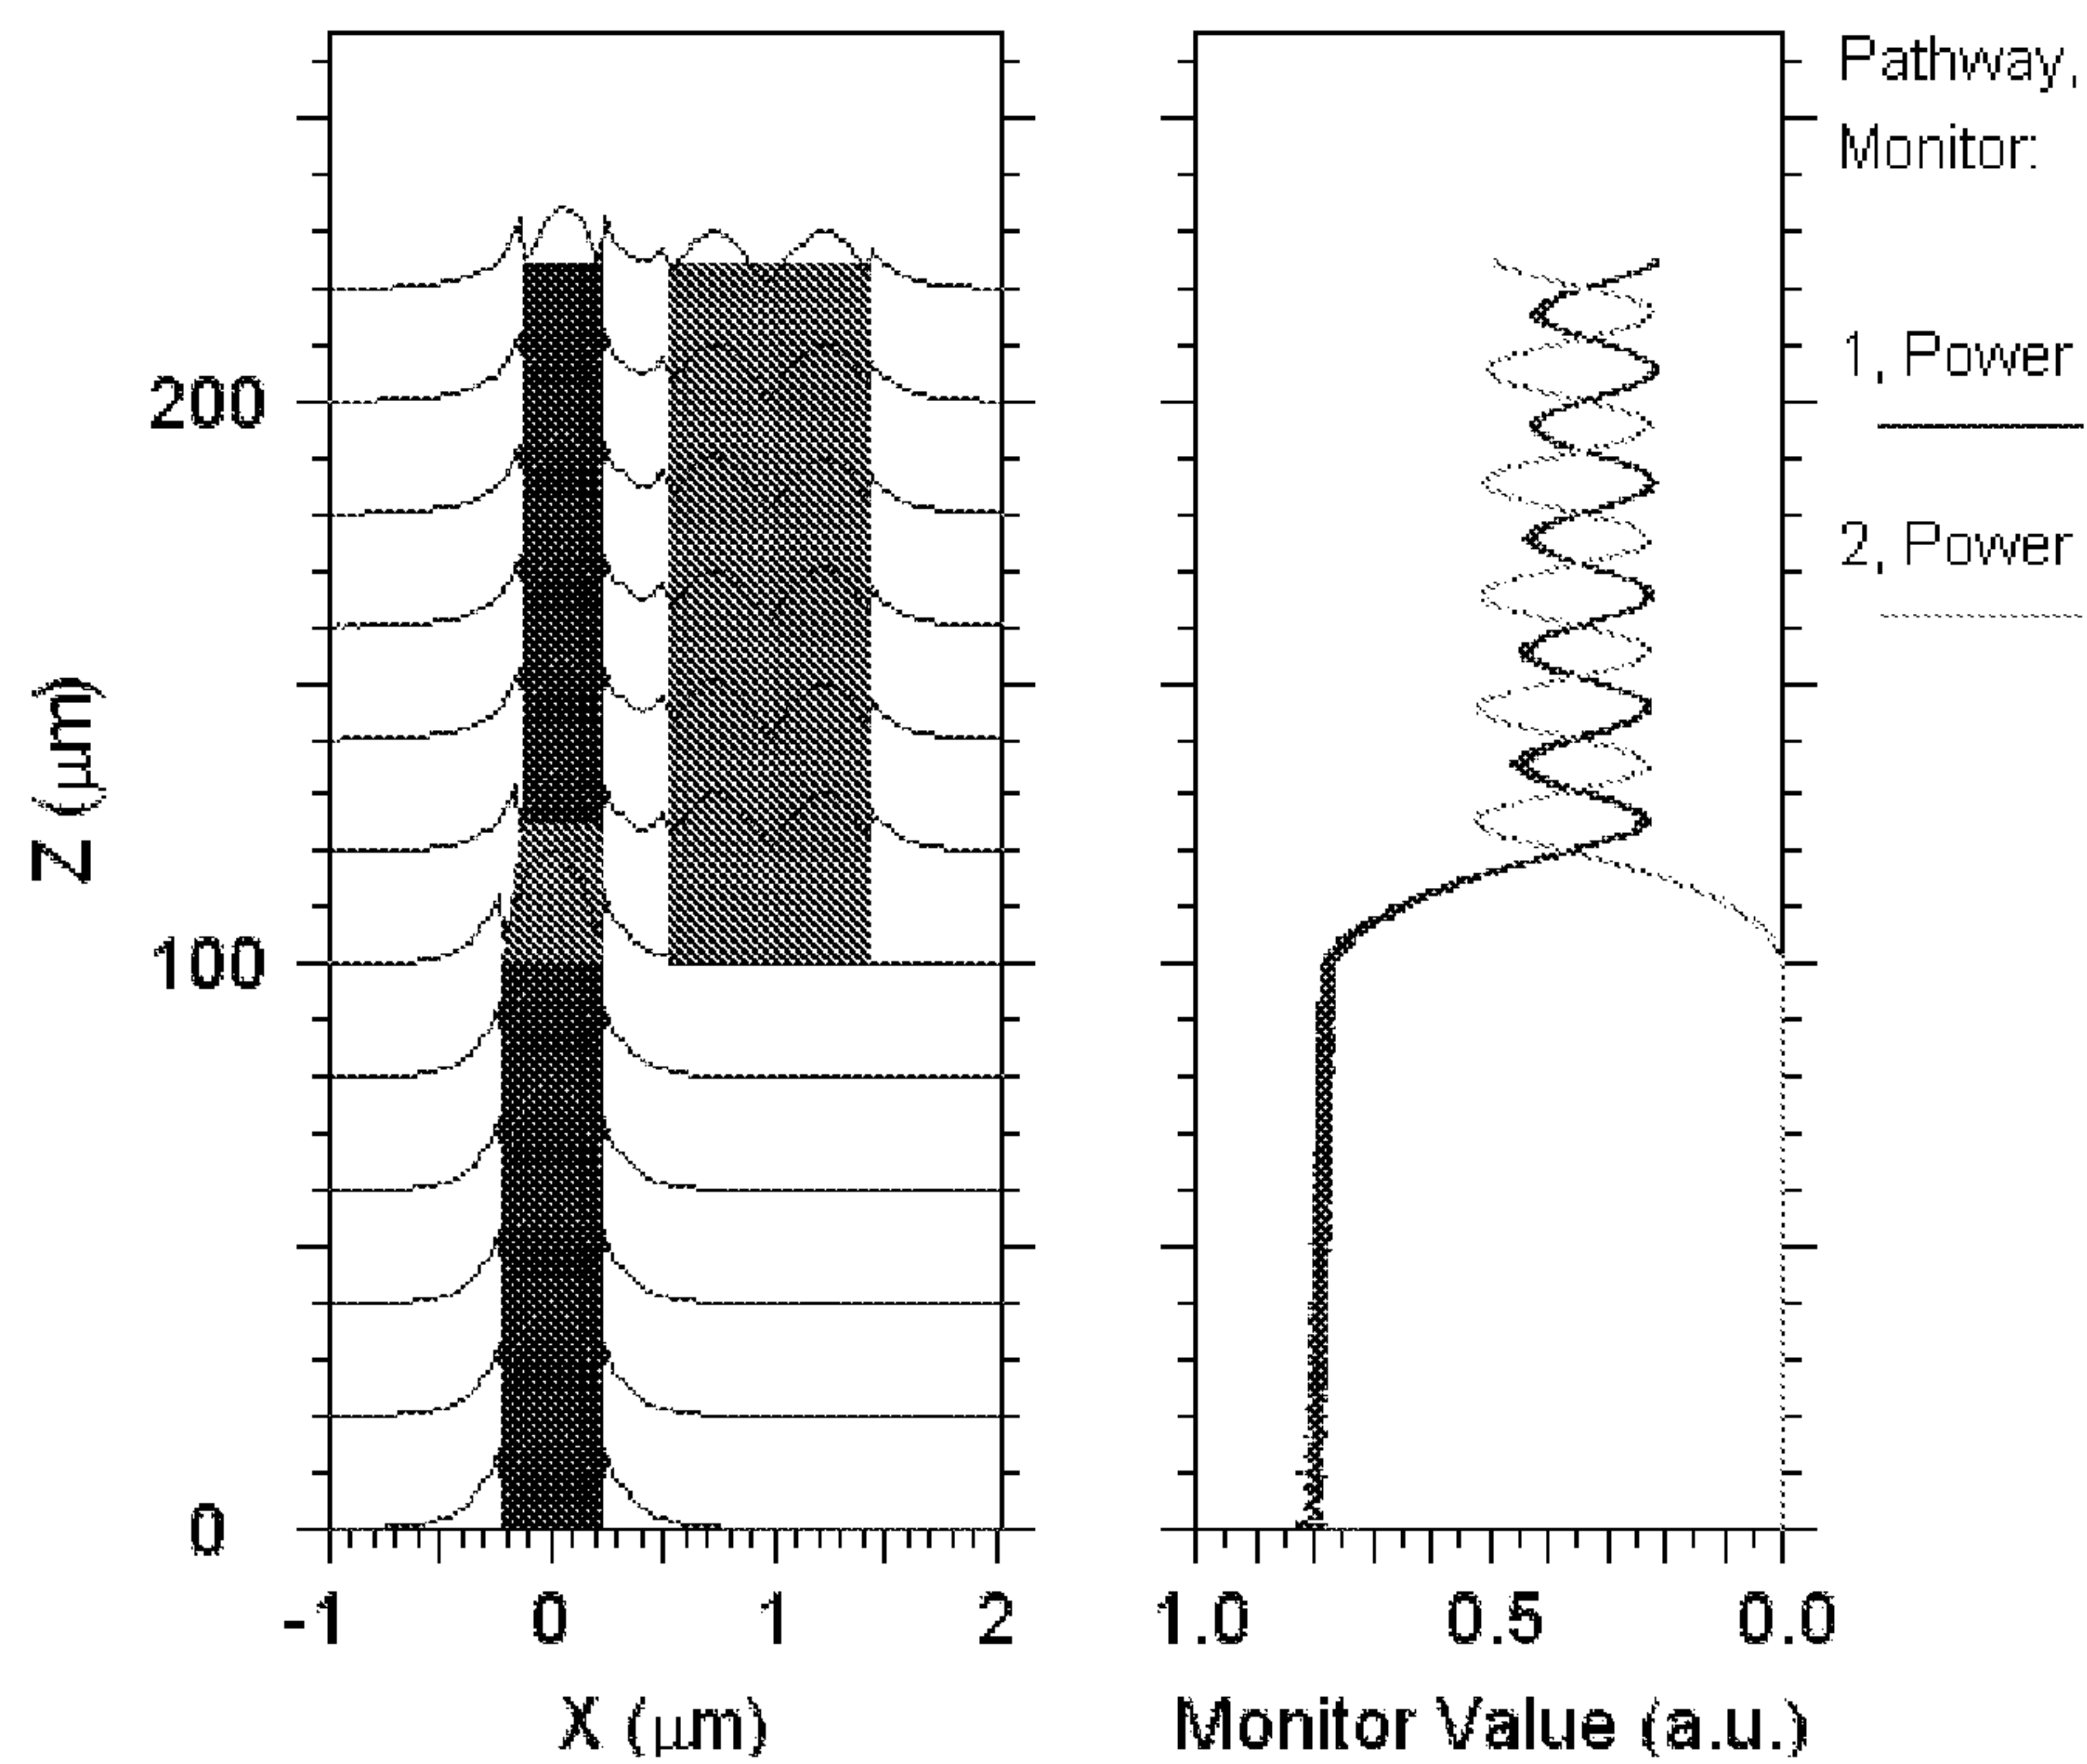 Pathway,
Monitor:
1, Power
2, Power
200
100
0
Z (μm)
-1 0 1 2
1.0 0.5 0.0
X (μm)
Monitor Value (a.u.)